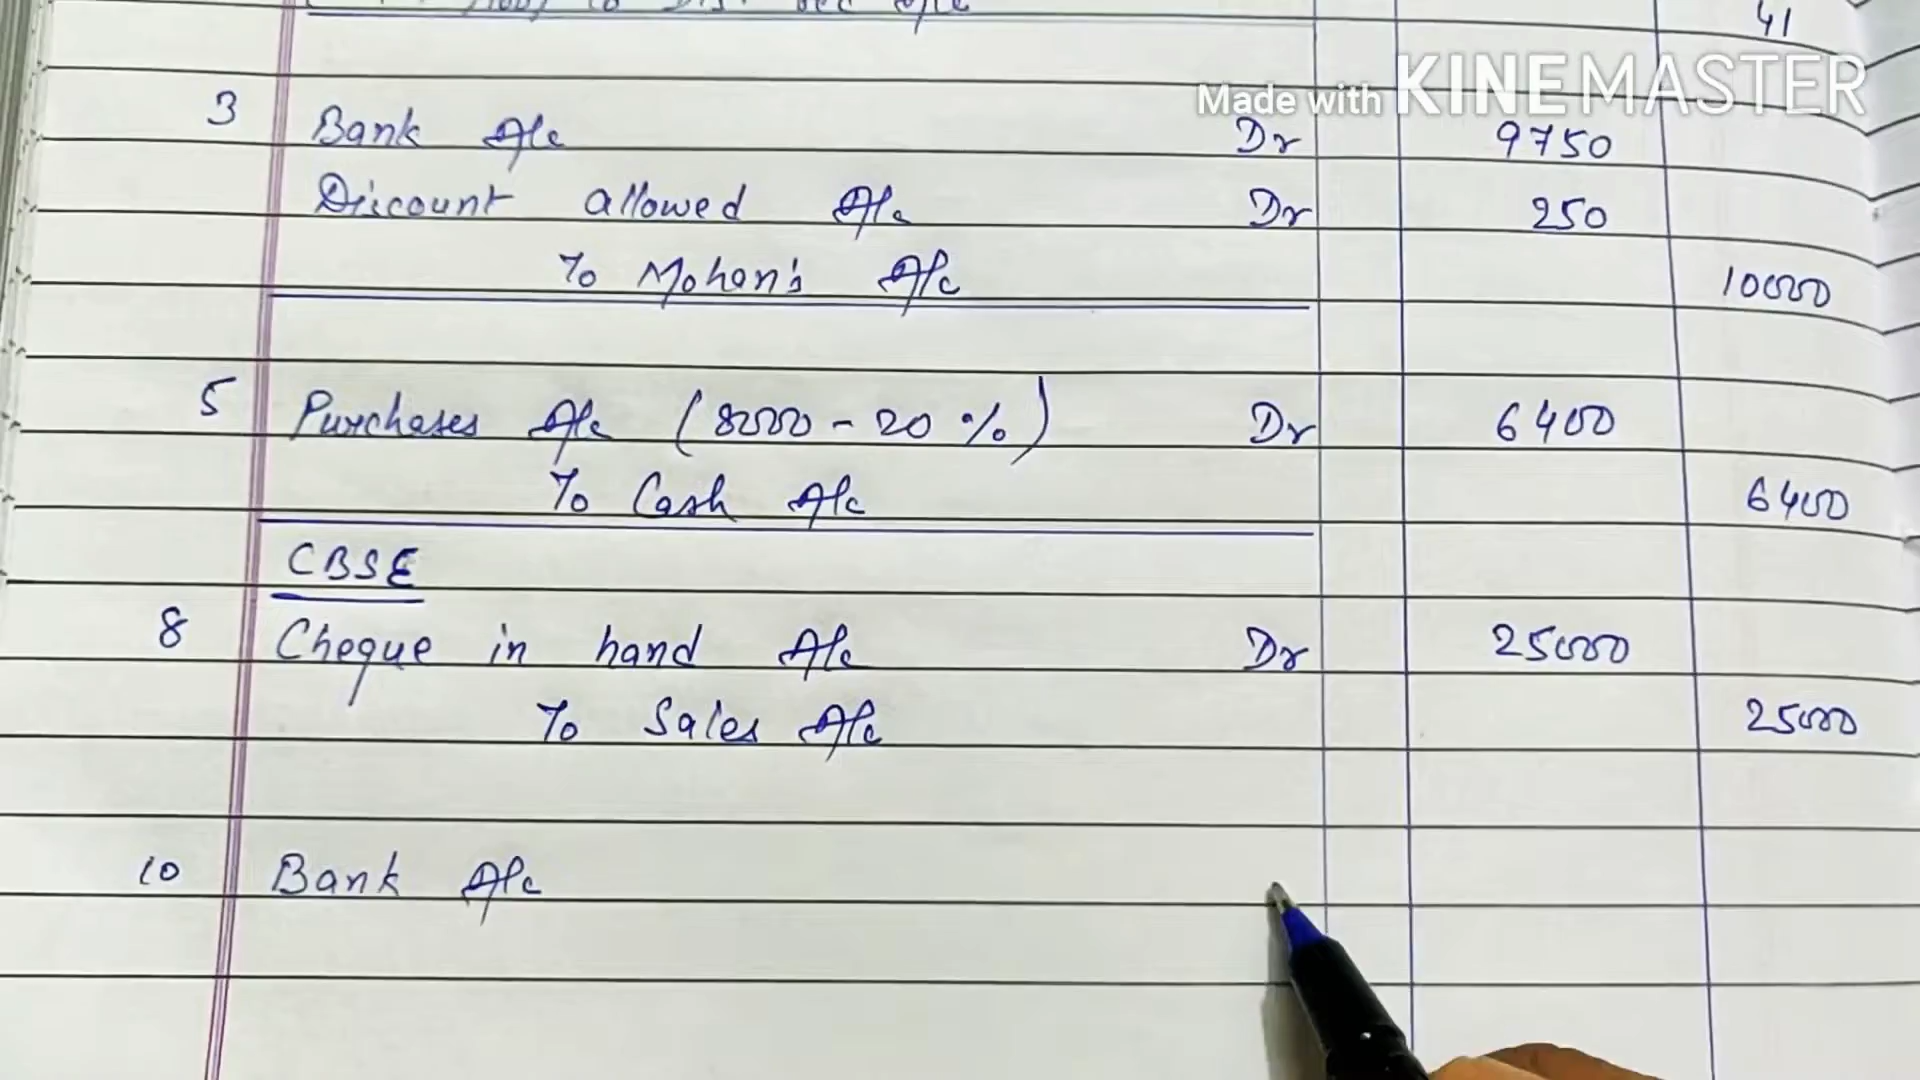 41
Made with KINEMASTER
3 Bank A/c Dr 9750
Discount allowed A/c Dr 250
To Mohan's A/c 10000
5 Purchases A/c (8000 - 20 %) Dr 6400
To Cash A/c 6400
CBSE
8 Cheque in hand A/c Dr 25000
To Sales A/c 25000
10 Bank A/c